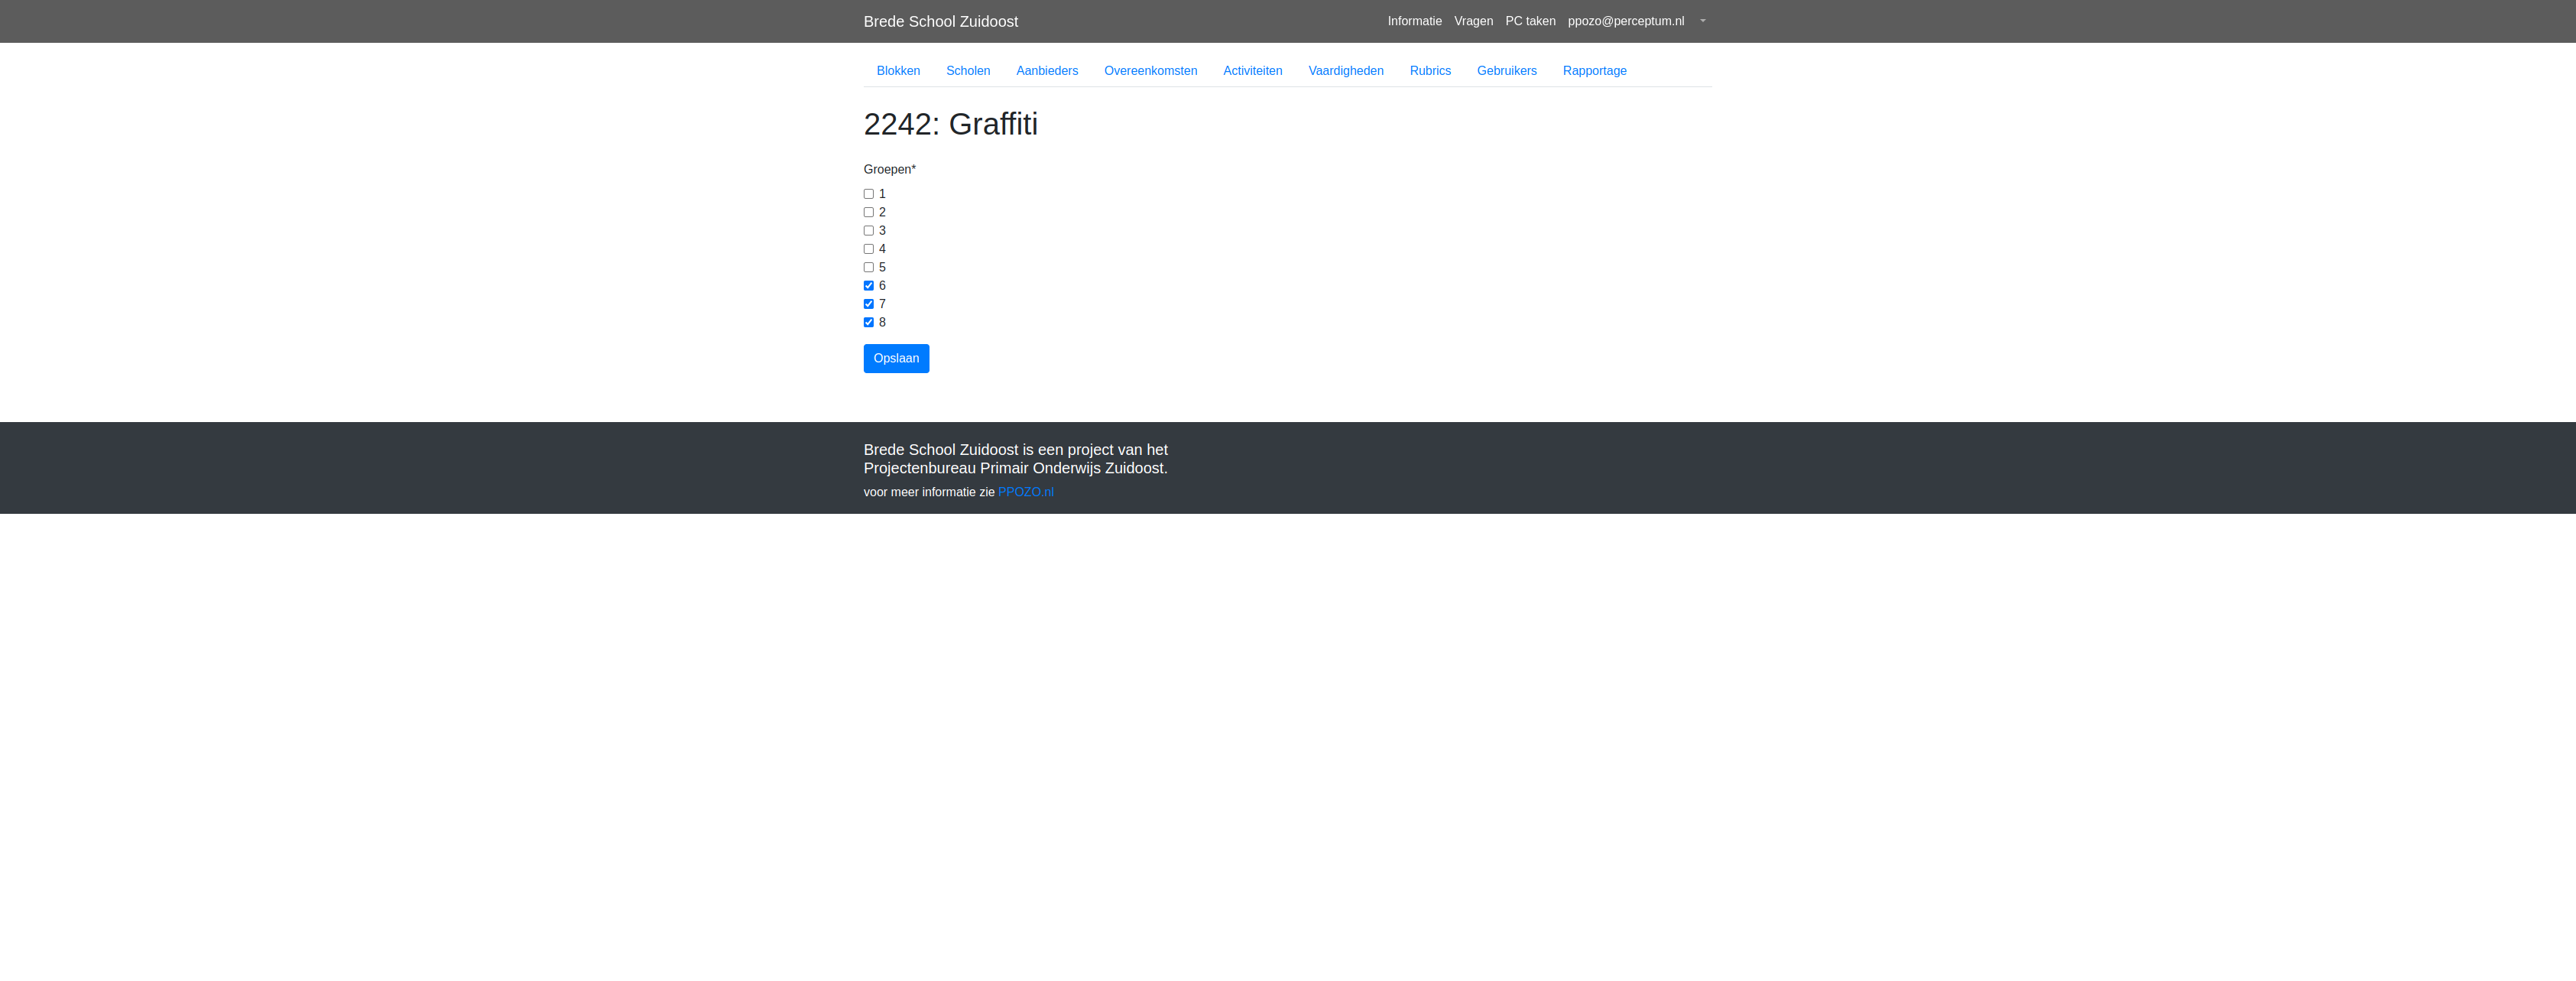 Brede School Zuidoost Informatie Vragen PC taken ppozo@perceptum.nl
Blokken Scholen Aanbieders Overeenkomsten Activiteiten Vaardigheden Rubrics Gebruikers Rapportage
2242: Graffiti
Groepen*
1
2
3
4
5
6
7
8
Opslaan
Brede School Zuidoost is een project van het
Projectenbureau Primair Onderwijs Zuidoost.
voor meer informatie zie PPOZO.nl